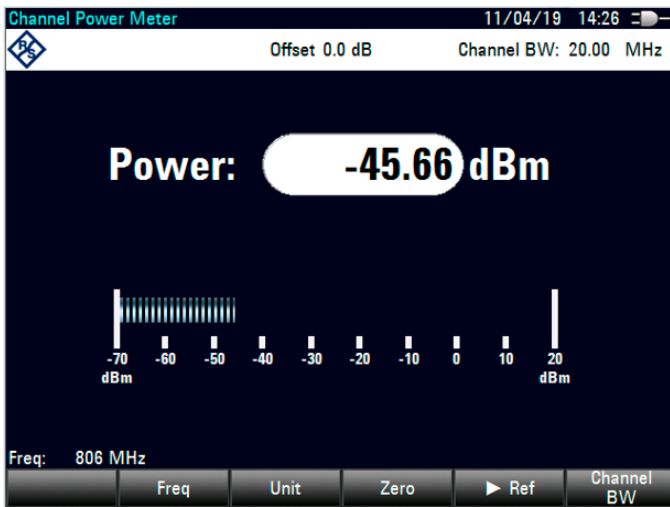 Channel Power Meter 11/04/19 14:26
R&S Offset 0.0 dB Channel BW: 20.00 MHz
Power: -45.66 dBm
-70 -60 -50 -40 -30 -20 -10 0 10 20
dBm dBm
Freq: 806 MHz
Freq Unit Zero ▶ Ref Channel
BW